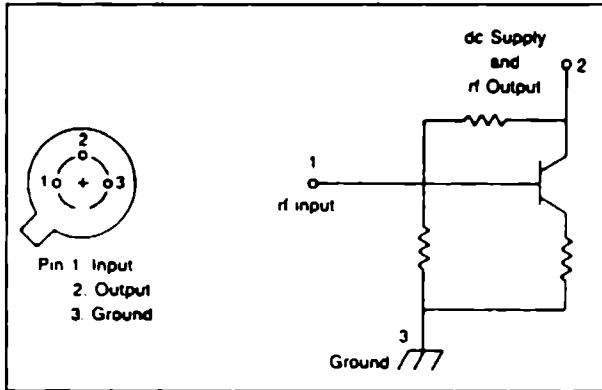 2
1
3
Pin 1 Input
2. Output
3. Ground
dc Supply
and
rf Output
2
1
rf input
3
Ground